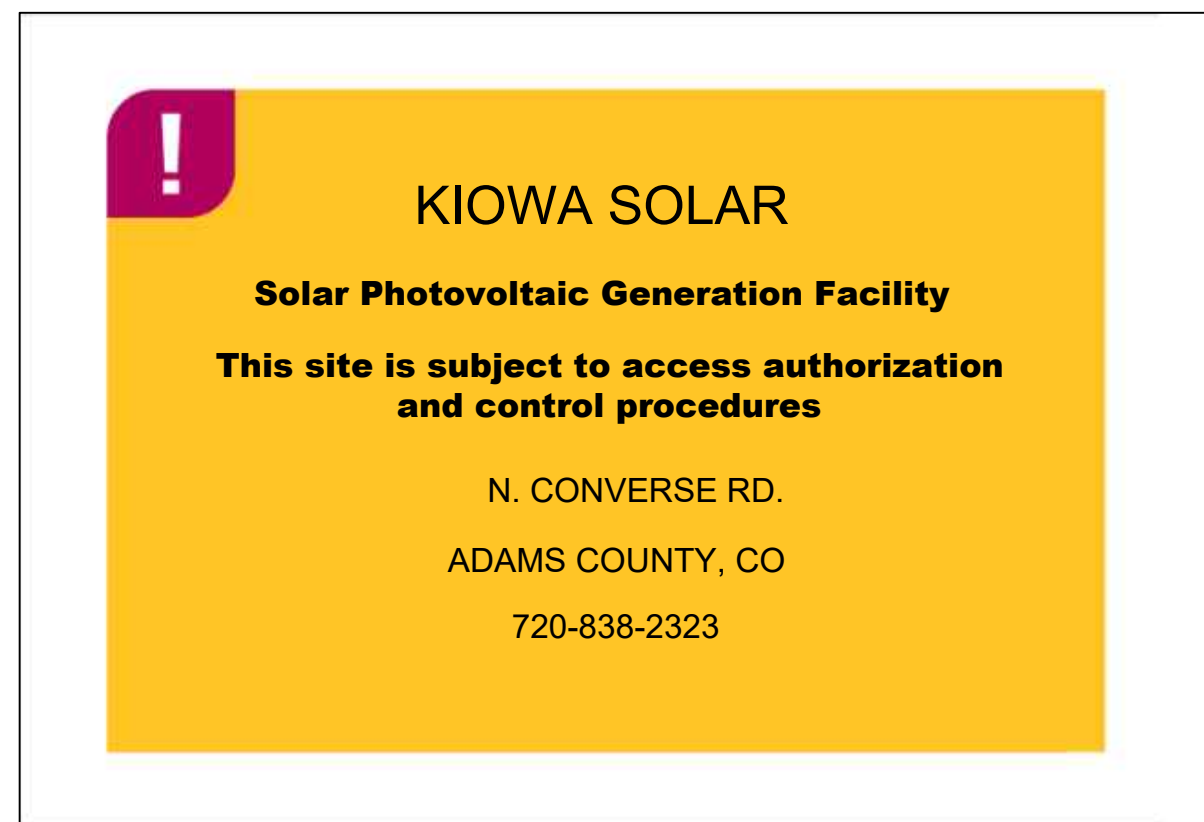 !
KIOWA SOLAR
Solar Photovoltaic Generation Facility
This site is subject to access authorization
and control procedures
N. CONVERSE RD.
ADAMS COUNTY, CO
720-838-2323